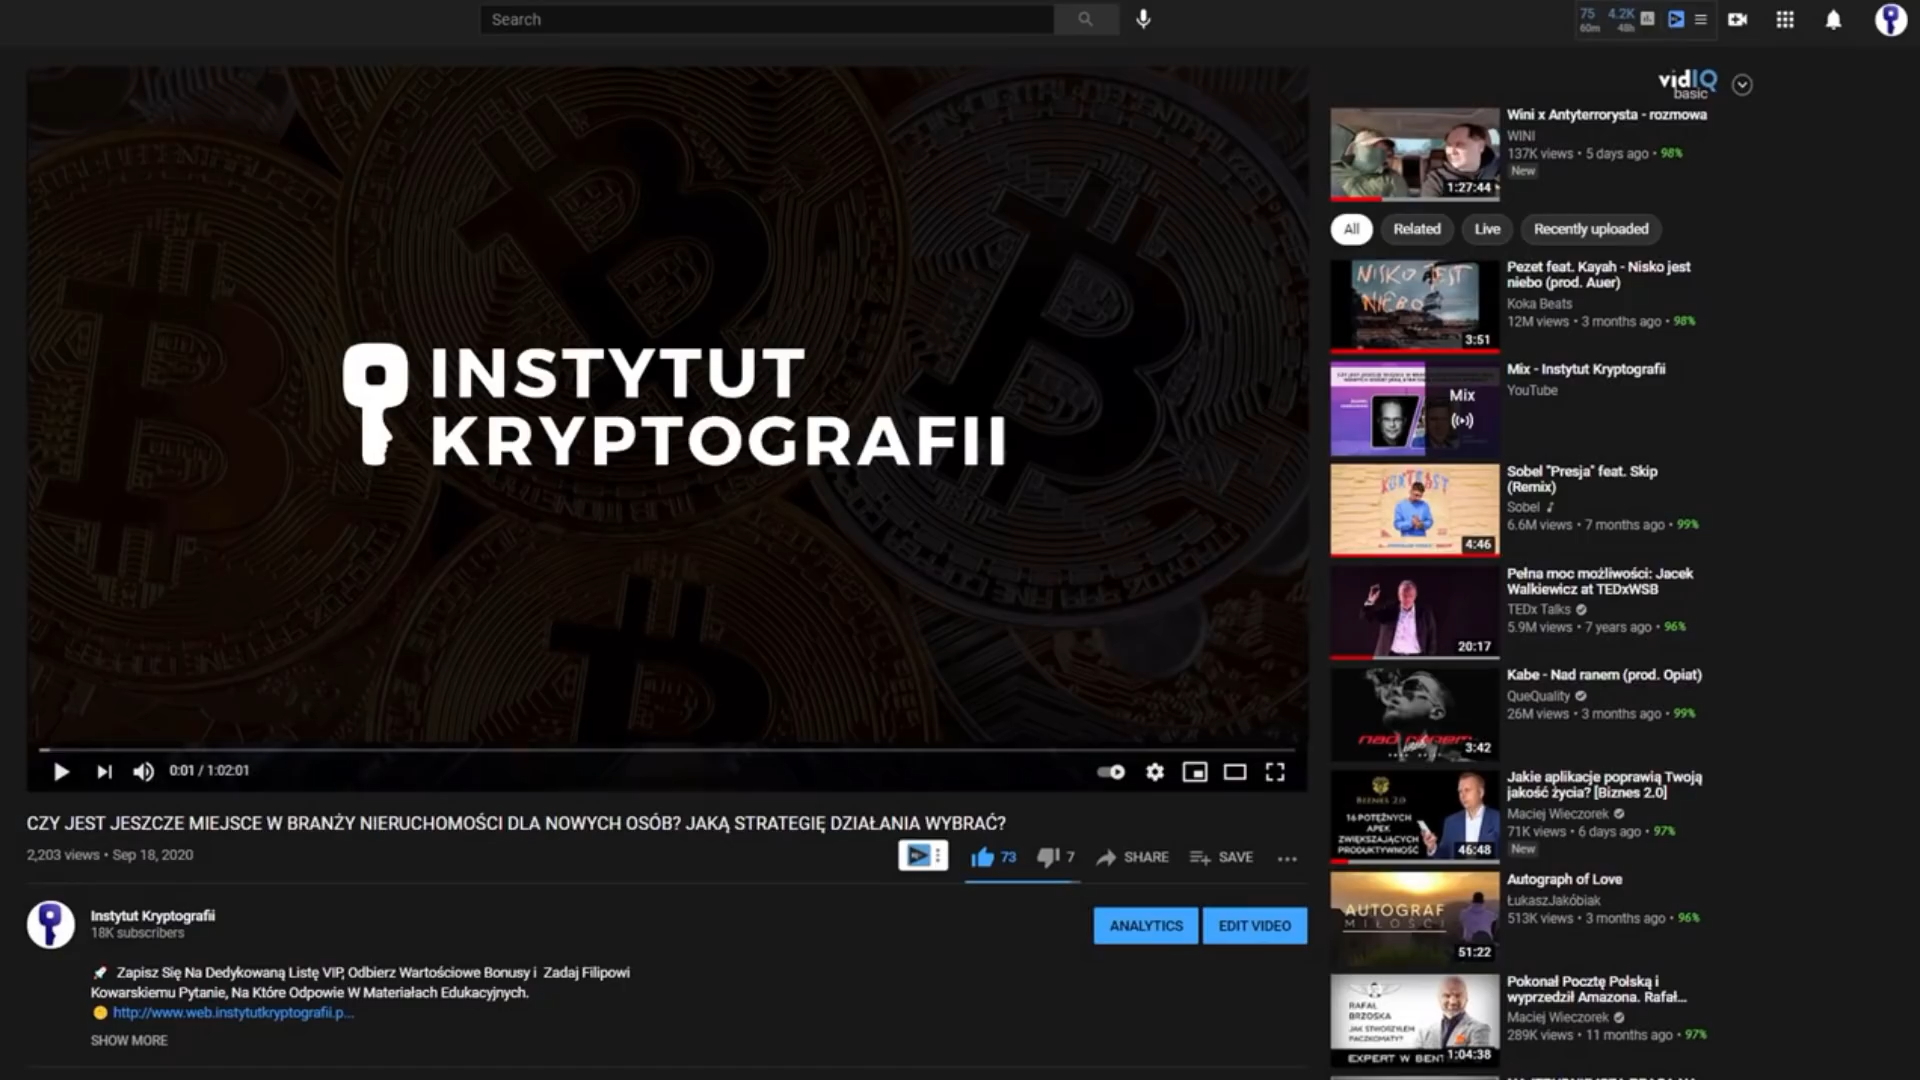 Search
75
60m
4.2K
48h
INSTYTUT
KRYPTOGRAFII
0:01 / 1:02:01
CZY JEST JESZCZE MIEJSCE W BRANŻY NIERUCHOMOŚCI DLA NOWYCH OSÓB? JAKĄ STRATEGIĘ DZIAŁANIA WYBRAĆ?
2,203 views • Sep 18, 2020
73
7
SHARE
SAVE
Instytut Kryptografii
18K subscribers
ANALYTICS
EDIT VIDEO
Zapisz Się Na Dedykowaną Listę VIP, Odbierz Wartościowe Bonusy i Zadaj Filipowi
Kowarskiemu Pytanie, Na Które Odpowie W Materiałach Edukacyjnych.
http://www.web.instytutkryptografii.p...
SHOW MORE
vidIQ
basic
1:27:44
Wini x Antyterrorysta - rozmowa
WINI
137K views • 5 days ago • 98%
New
All
Related
Live
Recently uploaded
NISKO JEST
NIEBO
3:51
Pezet feat. Kayah - Nisko jest
niebo (prod. Auer)
Koka Beats
12M views • 3 months ago • 98%
Mix
Mix - Instytut Kryptografii
YouTube
KONTRAST
4:46
Sobel "Presja" feat. Skip
(Remix)
Sobel
6.6M views • 7 months ago • 99%
20:17
Pełna moc możliwości: Jacek
Walkiewicz at TEDxWSB
TEDx Talks
5.9M views • 7 years ago • 96%
nad ranem
3:42
Kabe - Nad ranem (prod. Opiat)
QueQuality
26M views • 3 months ago • 99%
BIZNES 2.0
16 POTĘŻNYCH
APEK
ZWIĘKSZAJĄCYCH
PRODUKTYWNOŚĆ
46:48
Jakie aplikacje poprawią Twoją
jakość życia? [Biznes 2.0]
Maciej Wieczorek
71K views • 6 days ago • 97%
New
AUTOGRAF
MIŁOŚCI
51:22
Autograph of Love
ŁukaszJakóbiak
513K views • 3 months ago • 96%
RAFAŁ
BRZOSKA
JAK STWORZYŁEM
PACZKOMATY?
EXPERT W BENT
1:04:38
Pokonał Pocztę Polską i
wyprzedził Amazona. Rafał...
Maciej Wieczorek
289K views • 11 months ago • 97%